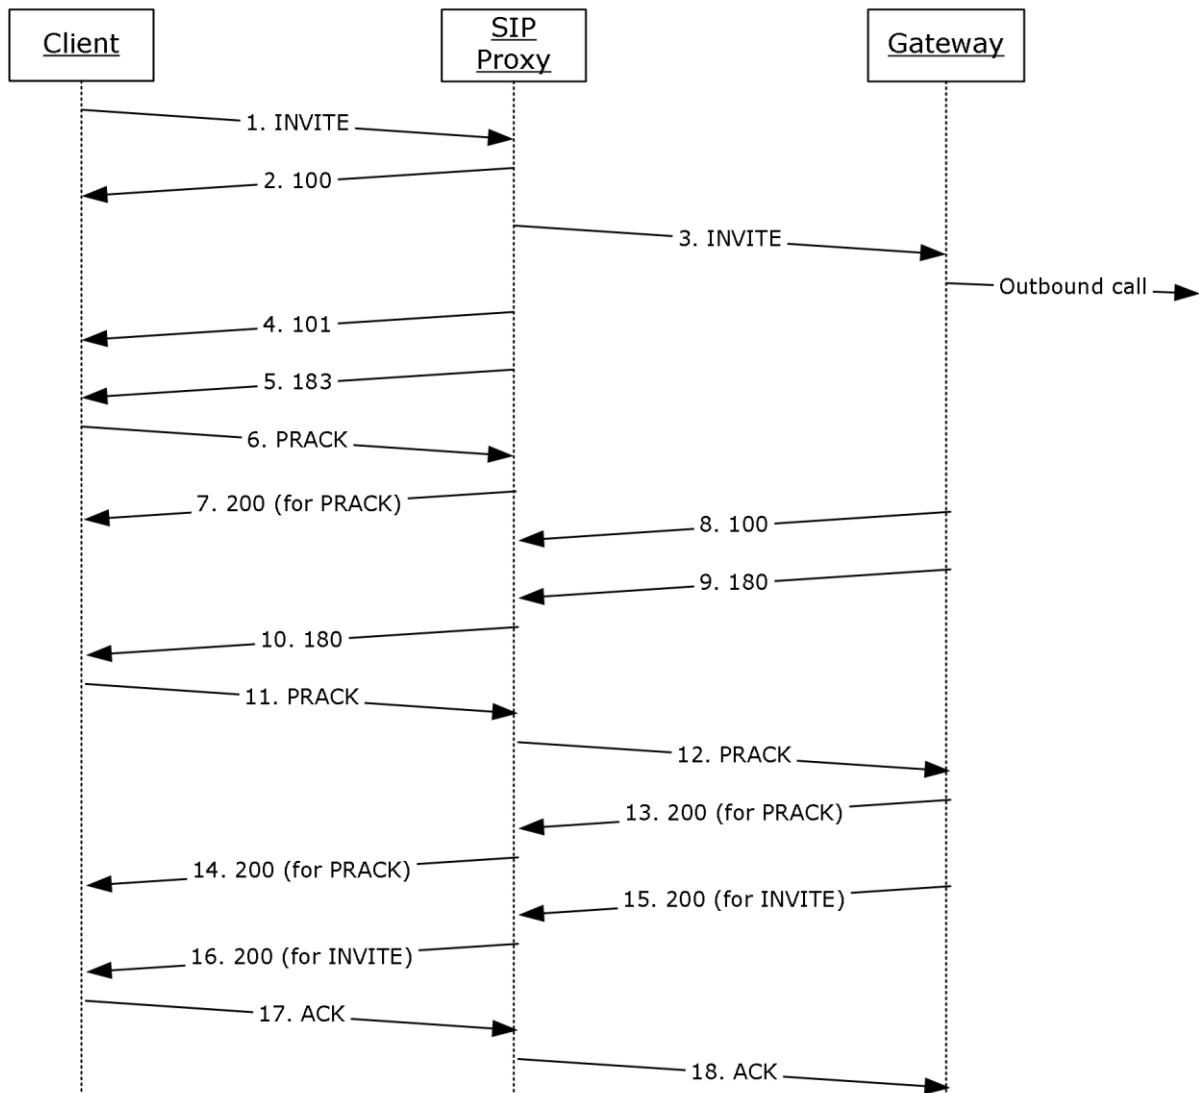 Client
SIP
Proxy
Gateway
1. INVITE
2. 100
3. INVITE
Outbound call
4. 101
5. 183
6. PRACK
7. 200 (for PRACK)
8. 100
9. 180
10. 180
11. PRACK
12. PRACK
13. 200 (for PRACK)
14. 200 (for PRACK)
15. 200 (for INVITE)
16. 200 (for INVITE)
17. ACK
18. ACK